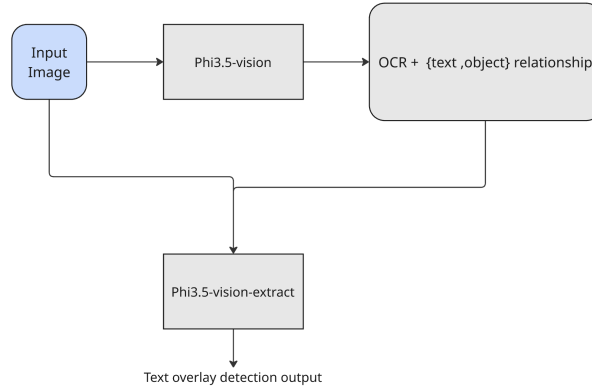 Input
Image
Phi3.5-vision
OCR + {text ,object} relationship
Phi3.5-vision-extract
Text overlay detection output